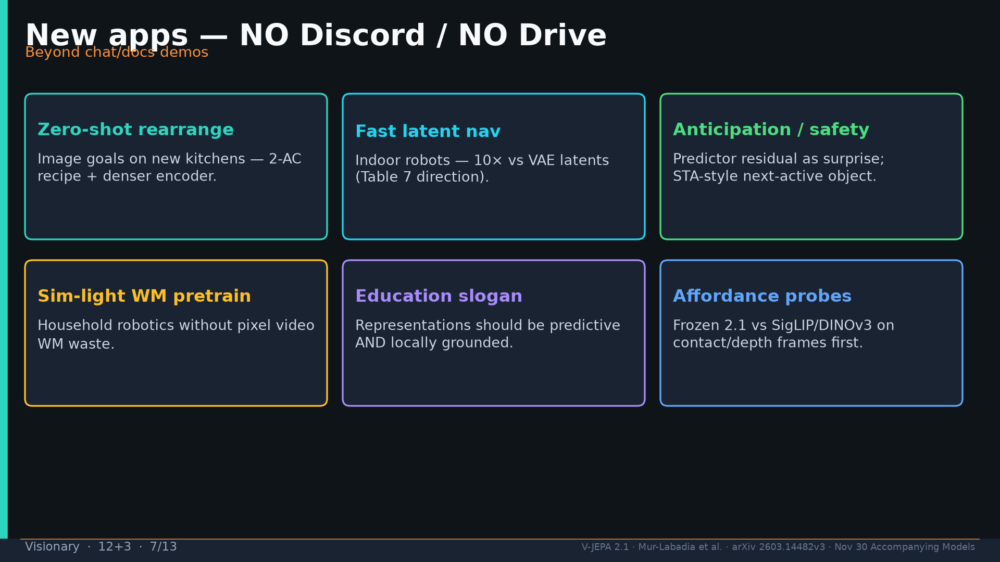 New apps — NO Discord / NO Drive
Beyond chat/docs demos
Zero-shot rearrange
Image goals on new kitchens — 2-AC
recipe + denser encoder.
Fast latent nav
Indoor robots — 10× vs VAE latents
(Table 7 direction).
Anticipation / safety
Predictor residual as surprise;
STA-style next-active object.
Sim-light WM pretrain
Household robotics without pixel video
WM waste.
Education slogan
Representations should be predictive
AND locally grounded.
Affordance probes
Frozen 2.1 vs SigLIP/DINOv3 on
contact/depth frames first.
Visionary · 12+3 · 7/13
V-JEPA 2.1 · Mur-Labadia et al. · arXiv 2603.14482v3 · Nov 30 Accompanying Models